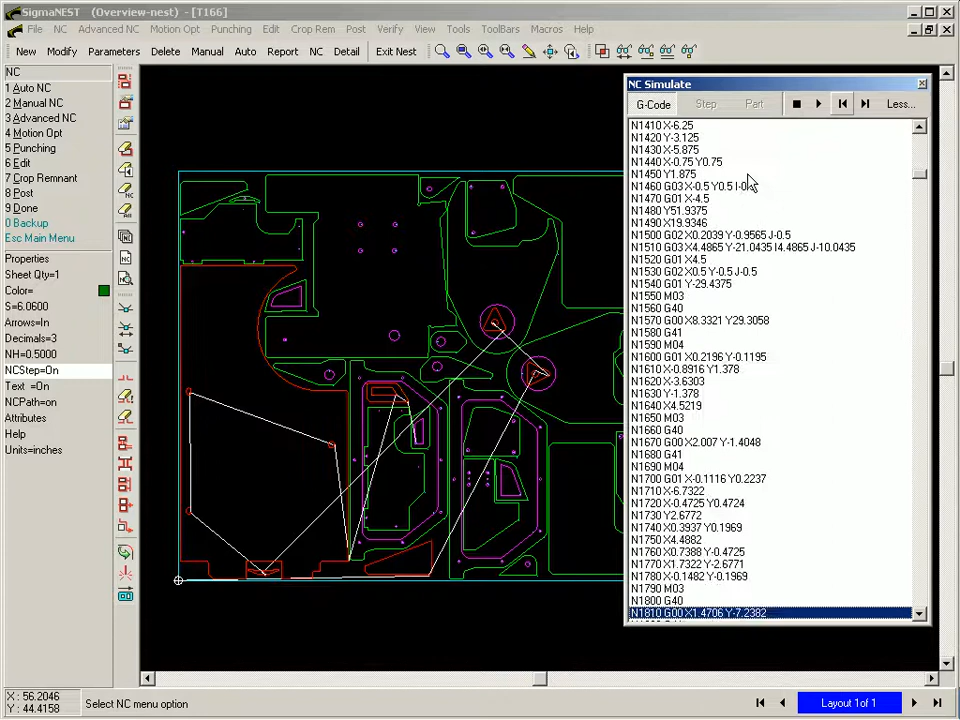 SigmaNEST (Overview-nest) - [T166]
File NC Advanced NC Motion Opt Punching Edit Crop Rem Post Verify View Tools ToolBars Macros Help
New Modify Parameters Delete Manual Auto Report NC Detail Exit Nest
NC
1 Auto NC
2 Manual NC
3 Advanced NC
4 Motion Opt
5 Punching
6 Edit
7 Crop Remnant
8 Post
9 Done
0 Backup
Esc Main Menu
Properties
Sheet Qty=1
Color=
S=6.0600
Arrows=In
Decimals=3
NH=0.5000
NCStep=On
Text =On
NCPath=on
Attributes
Help
Units=inches
NC Simulate
G-Code Step Part Less...
N1410 X-6.25
N1420 Y-3.125
N1430 X-5.875
N1440 X-0.75 Y0.75
N1450 Y1.875
N1460 G03 X-0.5 Y0.5
N1470 G01 X-4.5
N1480 Y51.9375
N1490 X19.9346
N1500 G02 X0.2039 Y-0.9565 J-0.5
N1510 G03 X4.4865 Y-21.0435 I4.4865 J-10.0435
N1520 G01 X4.5
N1530 G02 X0.5 Y-0.5 J-0.5
N1540 G01 Y-29.4375
N1550 M03
N1560 G40
N1570 G00 X8.3321 Y29.3058
N1580 G41
N1590 M04
N1600 G01 X0.2196 Y-0.1195
N1610 X-0.8916 Y1.378
N1620 X-3.6303
N1630 Y-1.378
N1640 X4.5219
N1650 M03
N1660 G40
N1670 G00 X2.007 Y-1.4048
N1680 G41
N1690 M04
N1700 G01 X-0.1116 Y0.2237
N1710 X-6.7322
N1720 X-0.4725 Y0.4724
N1730 Y2.6772
N1740 X0.3937 Y0.1969
N1750 X4.4882
N1760 X0.7388 Y-0.4725
N1770 X1.7322 Y-2.6771
N1780 X-0.1482 Y-0.1969
N1790 M03
N1800 G40
N1810 G00 X1.4706 Y-7.2382
X : 56.2046
Y : 44.4158
Select NC menu option
Layout 1of 1